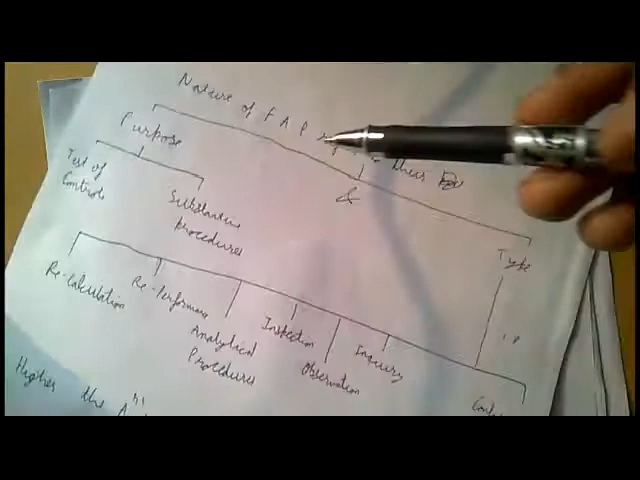 Nature of F A P
Purpose
&
Type
Test of
Controls
Substantive
Procedures
Re-calculation
Re-Performance
Analytical
Procedures
Inspection
Observation
Inquiry
Higher the